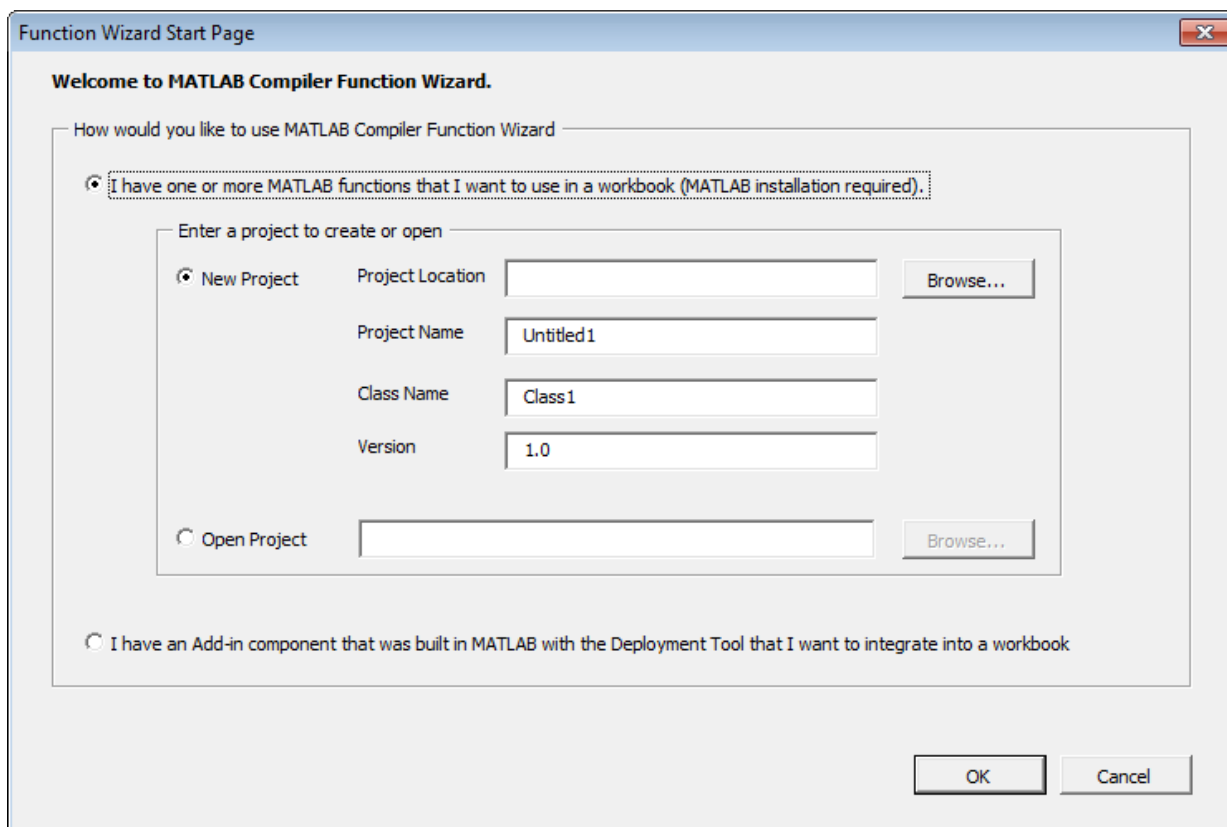 Function Wizard Start Page
Welcome to MATLAB Compiler Function Wizard.
How would you like to use MATLAB Compiler Function Wizard
I have one or more MATLAB functions that I want to use in a workbook (MATLAB installation required).
Enter a project to create or open
New Project Project Location Browse...
Project Name Untitled1
Class Name Class1
Version 1.0
Open Project Browse...
I have an Add-in component that was built in MATLAB with the Deployment Tool that I want to integrate into a workbook
OK Cancel